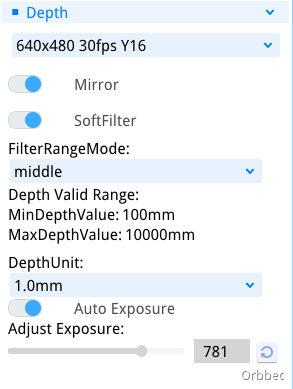 Depth
640x480 30fps Y16
Mirror
SoftFilter
FilterRangeMode:
middle
Depth Valid Range:
MinDepthValue: 100mm
MaxDepthValue: 10000mm
DepthUnit:
1.0mm
Auto Exposure
Adjust Exposure:
781
Orbbec